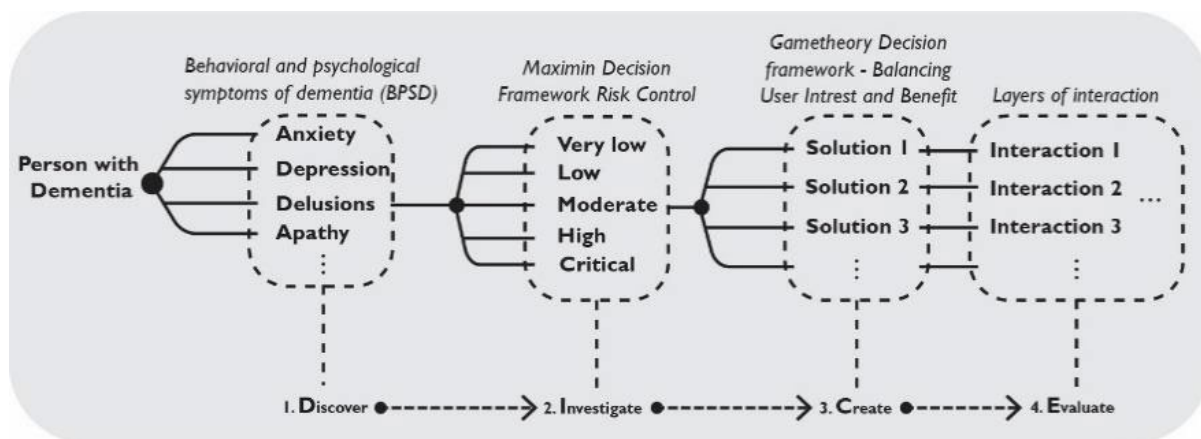 Behavioral and psychological
symptoms of dementia (BPSD)
Maximin Decision
Framework Risk Control
Gametheory Decision
framework - Balancing
User Intrest and Benefit
Layers of interaction
Person with
Dementia
Anxiety
Depression
Delusions
Apathy
⋮
Very low
Low
Moderate
High
Critical
Solution 1
Solution 2
Solution 3
⋮
Interaction 1
Interaction 2
...
Interaction 3
⋮
1. Discover
2. Investigate
3. Create
4. Evaluate